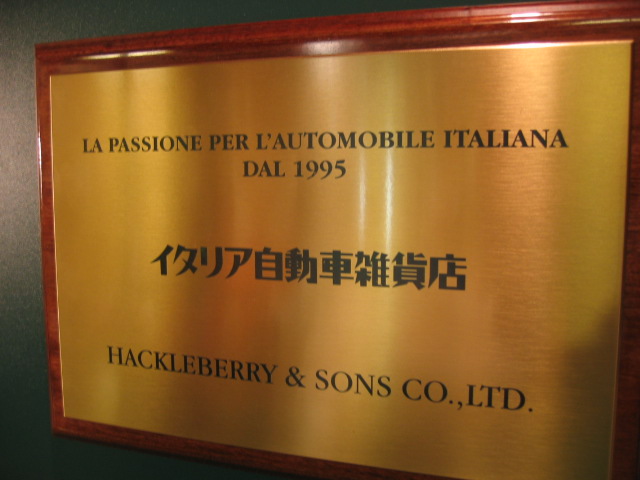 LA PASSIONE PER L'AUTOMOBILE ITALIANA
DAL 1995
イタリア自動車雑貨店
HACKLEBERRY & SONS CO.,LTD.